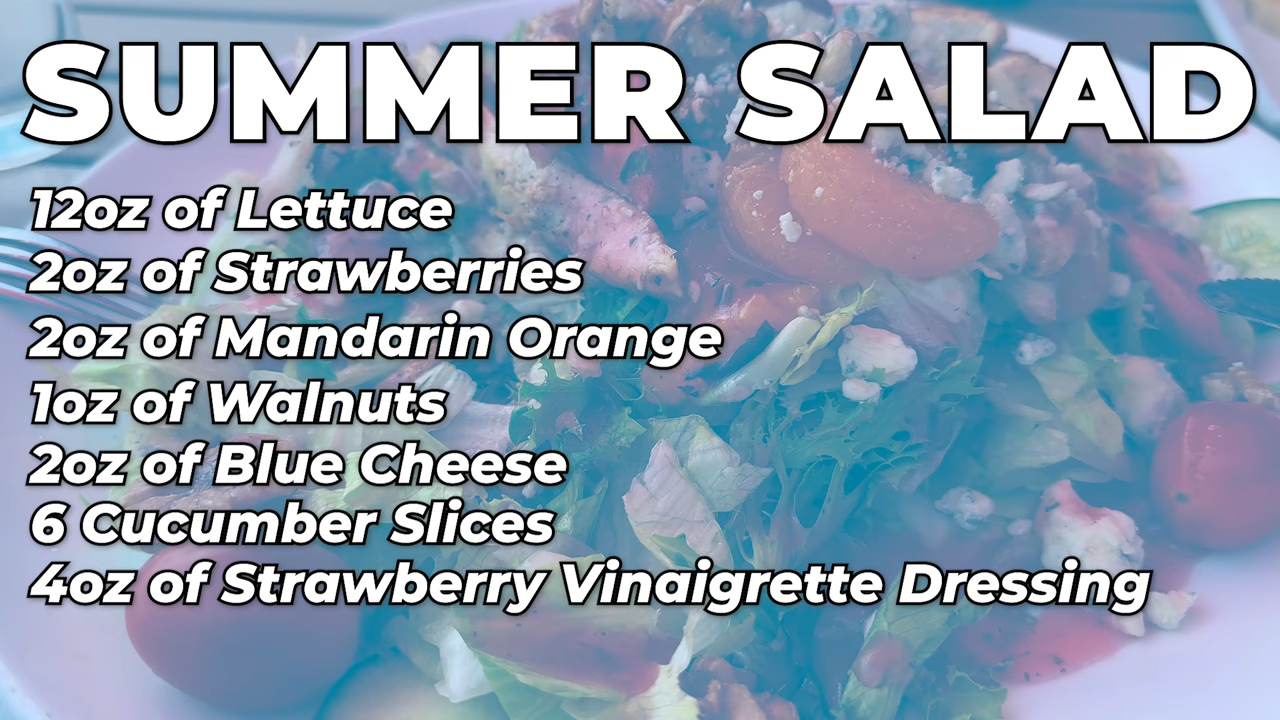 SUMMER SALAD
12oz of Lettuce
2oz of Strawberries
2oz of Mandarin Orange
1oz of Walnuts
2oz of Blue Cheese
6 Cucumber Slices
4oz of Strawberry Vinaigrette Dressing